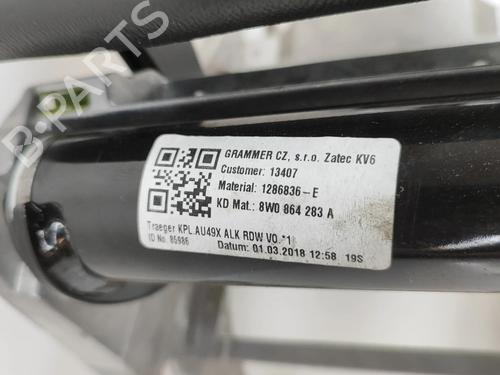 B-PARTS
GRAMMER CZ, s.r.o. Zatec KV6
Customer: 13407
Material: 1286836-E
KD Mat.: 8W0 864 283 A
Traeger KPL.AU49X ALK RDW V0 *1
ID No. 85986
Datum: 01.03.2018 12:58 19S